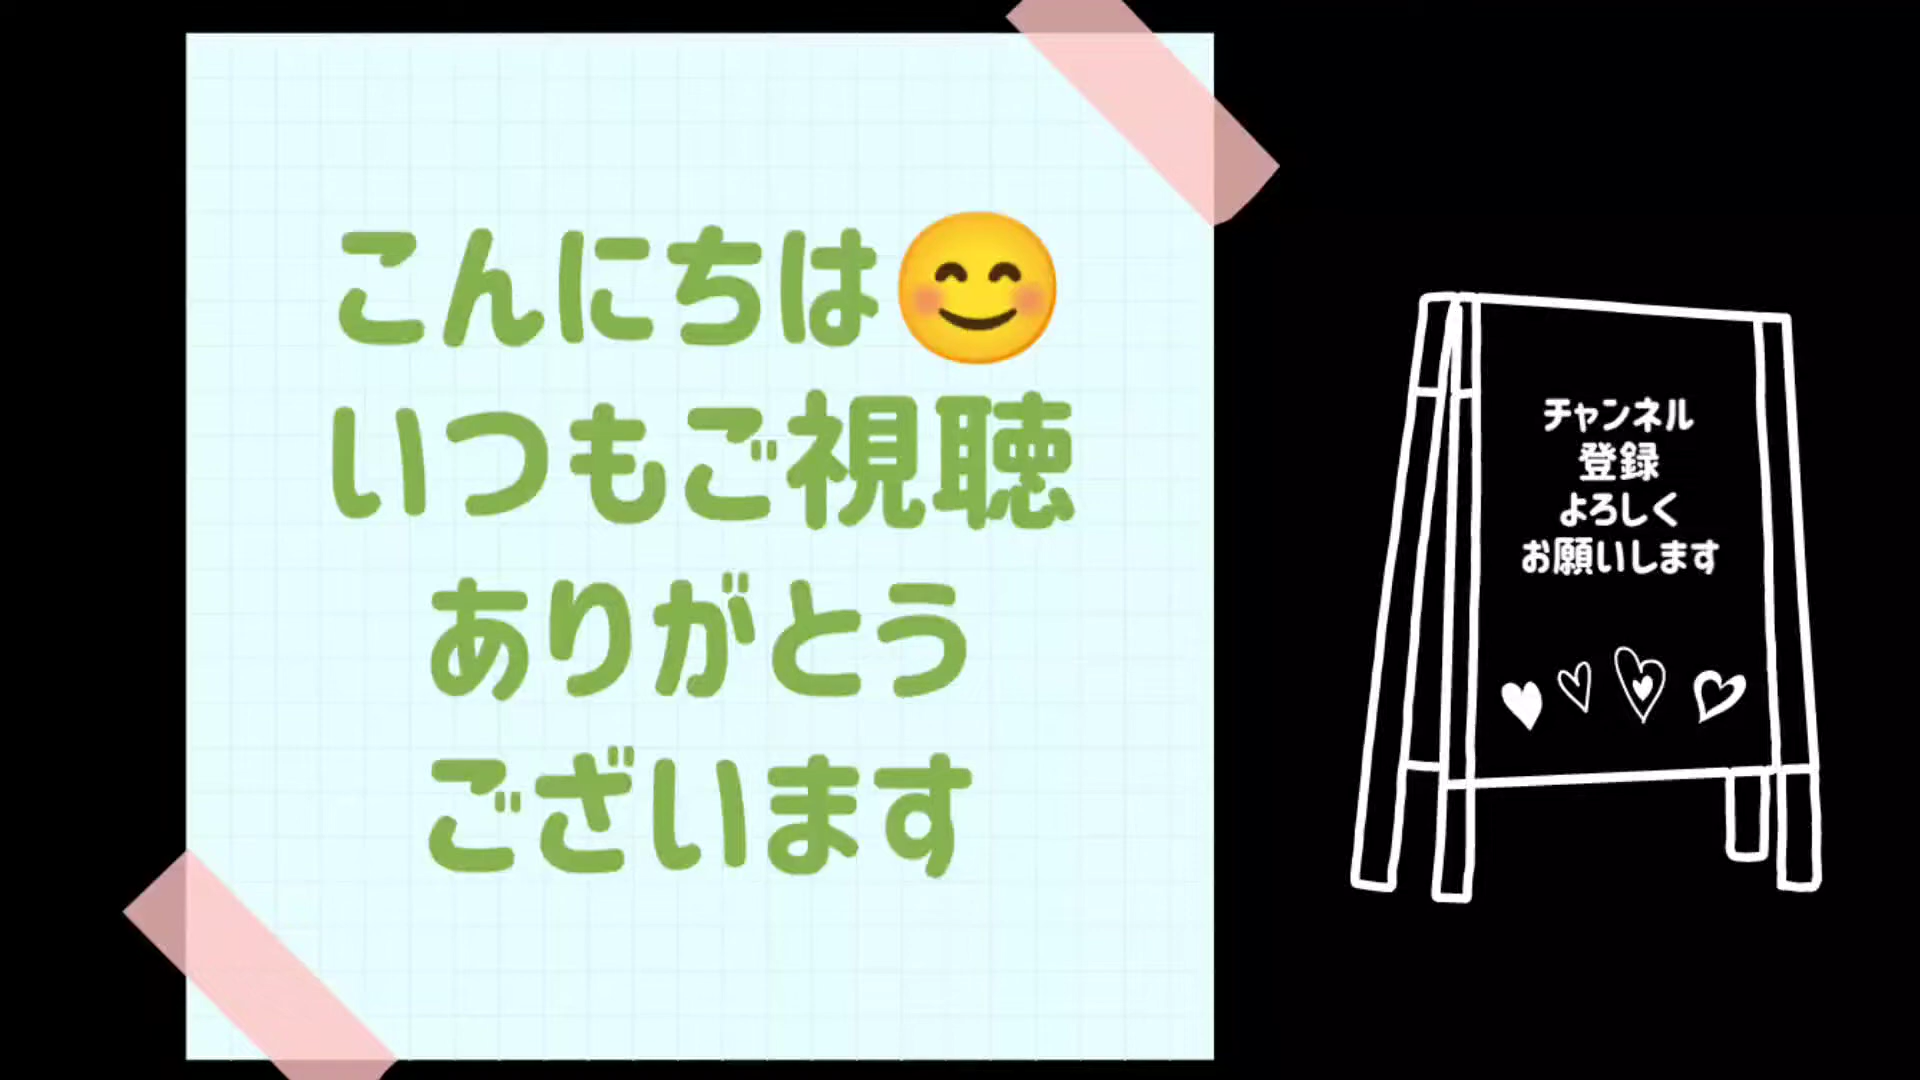 こんにちは😊
いつもご視聴
ありがとう
ございます
チャンネル
登録
よろしく
お願いします